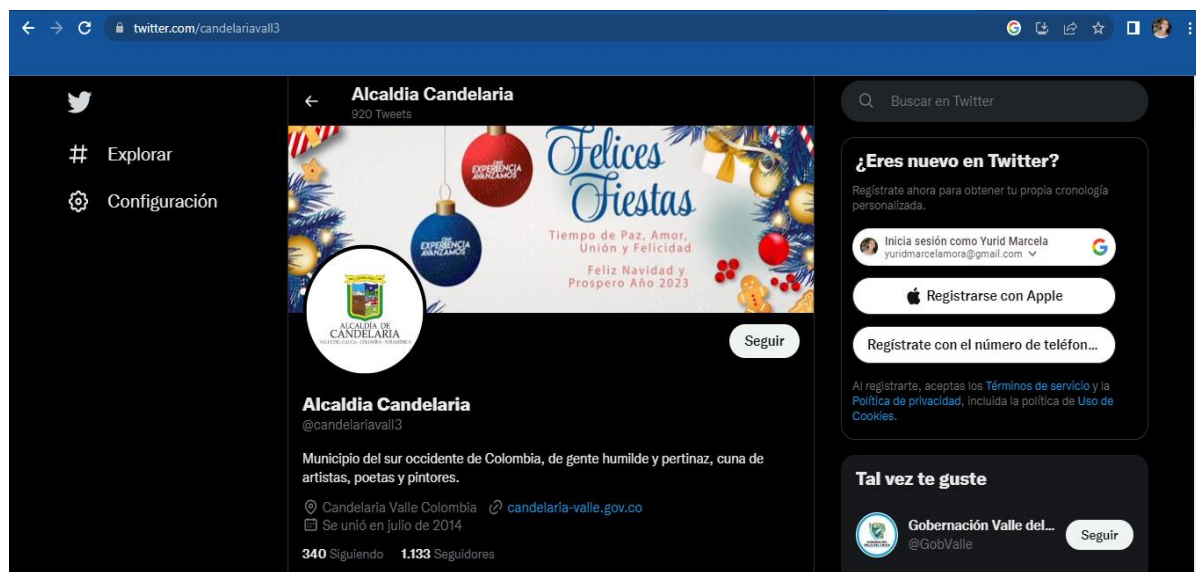 twitter.com/candelariavall3
Alcaldia Candelaria
920 Tweets
Explorar
Configuración
CON EXPERIENCIA AVANZAMOS
EXPERIENCIA AVANZAMOS
Felices
Fiestas
Tiempo de Paz, Amor,
Unión y Felicidad
Feliz Navidad y
Prospero Año 2023
ALCALDÍA DE
CANDELARIA
Seguir
Alcaldia Candelaria
@candelariavall3
Municipio del sur occidente de Colombia, de gente humilde y pertinaz, cuna de
artistas, poetas y pintores.
Candelaria Valle Colombia candelaria-valle.gov.co
Se unió en julio de 2014
340 Siguiendo 1.133 Seguidores
Buscar en Twitter
¿Eres nuevo en Twitter?
Regístrate ahora para obtener tu propia cronología
personalizada.
Inicia sesión como Yurid Marcela
yuridmarcelamora@gmail.com
Registrarse con Apple
Regístrate con el número de teléfon...
Al registrarte, aceptas los Términos de servicio y la
Política de privacidad, incluida la política de Uso de
Cookies.
Tal vez te guste
Gobernación Valle del...
@GobValle
Seguir